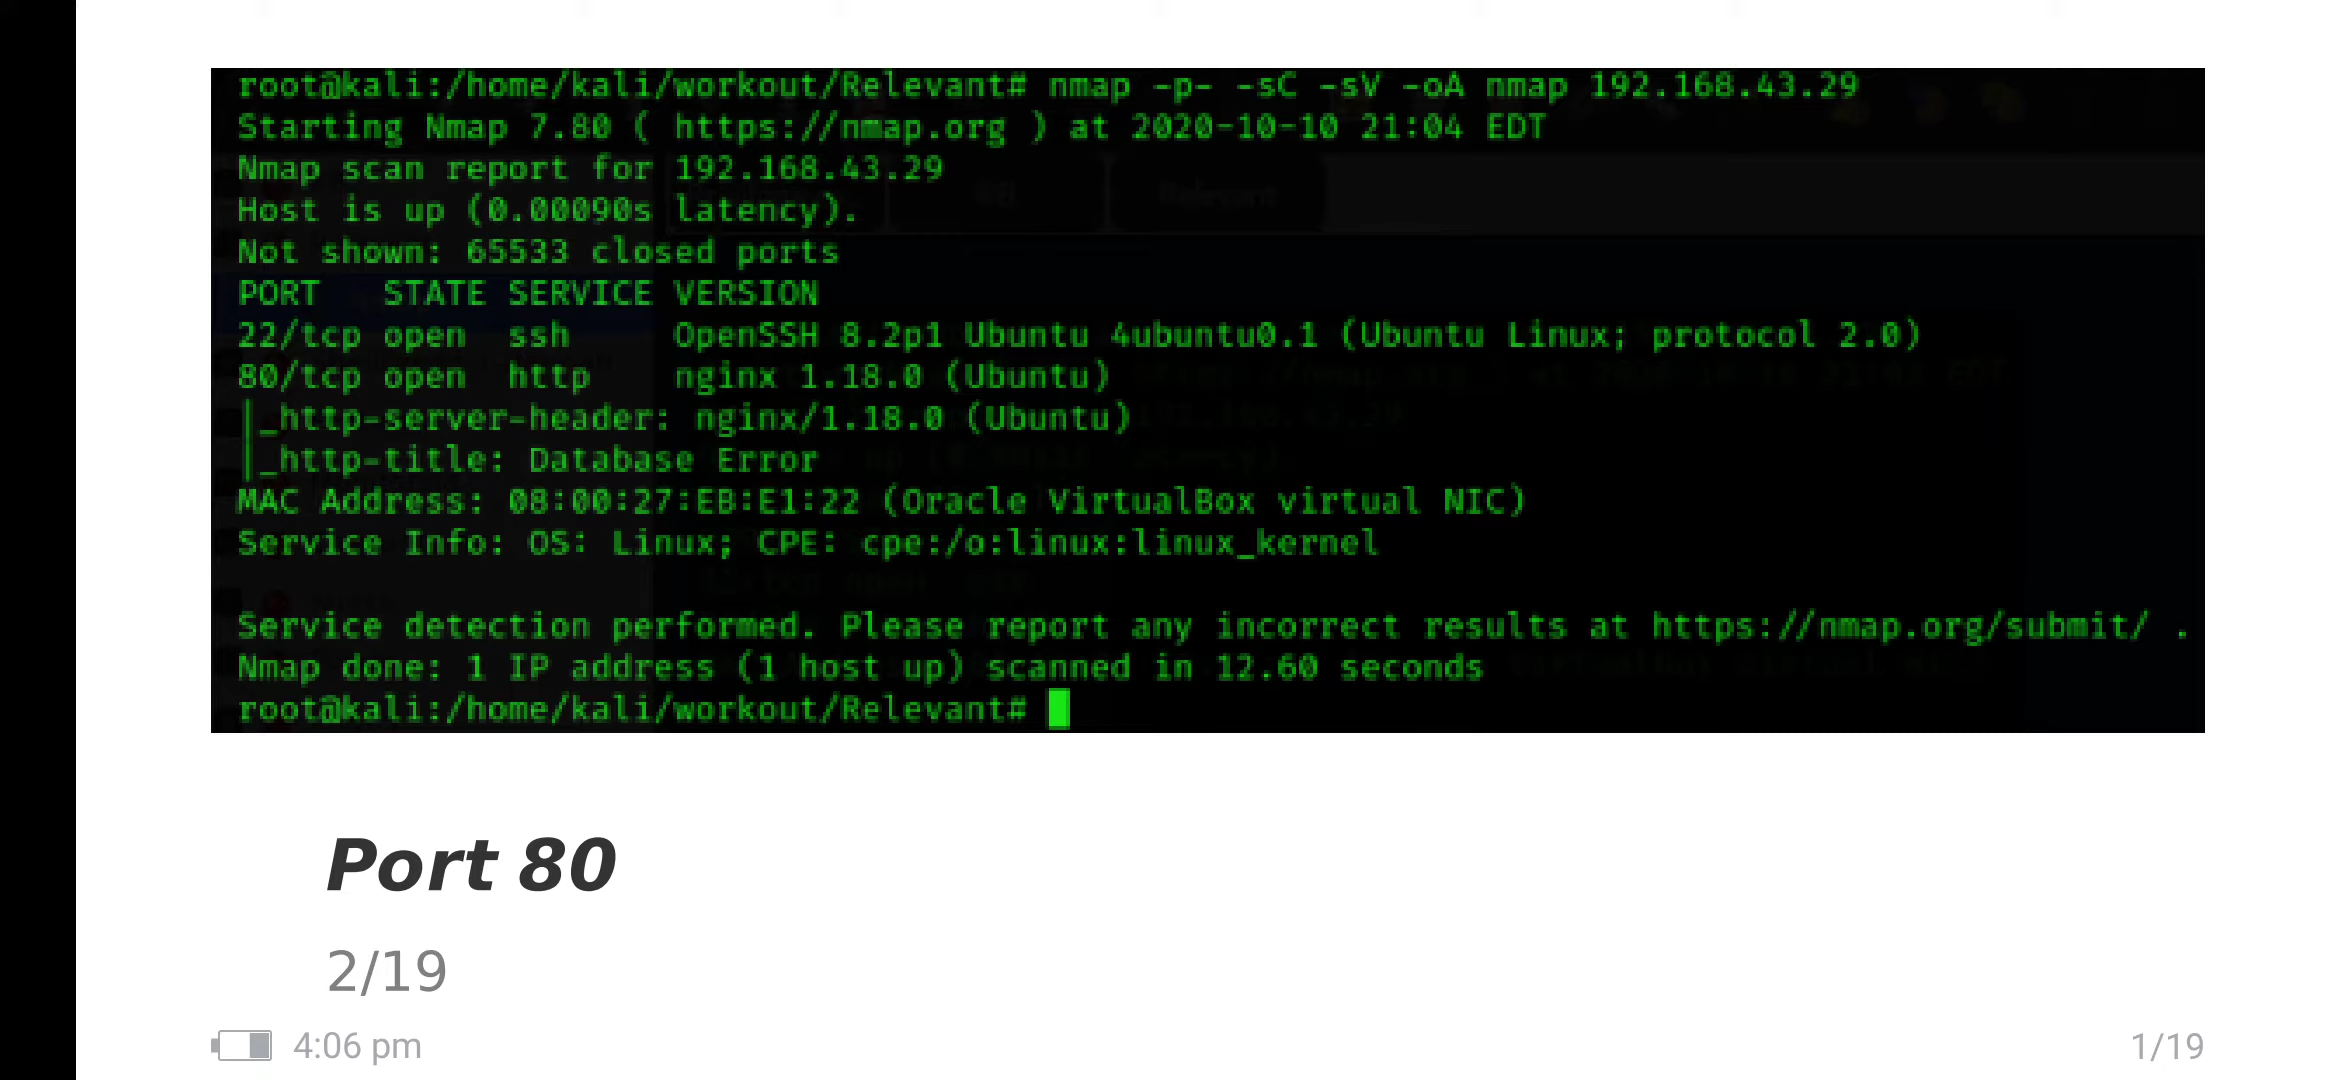 root@kali:/home/kali/workout/Relevant# nmap -p- -sC -sV -oA nmap 192.168.43.29
Starting Nmap 7.80 ( https://nmap.org ) at 2020-10-10 21:04 EDT
Nmap scan report for 192.168.43.29
Host is up (0.00090s latency).
Not shown: 65533 closed ports
PORT   STATE SERVICE VERSION
22/tcp open  ssh     OpenSSH 8.2p1 Ubuntu 4ubuntu0.1 (Ubuntu Linux; protocol 2.0)
80/tcp open  http    nginx 1.18.0 (Ubuntu)
|_http-server-header: nginx/1.18.0 (Ubuntu)
|_http-title: Database Error
MAC Address: 08:00:27:EB:E1:22 (Oracle VirtualBox virtual NIC)
Service Info: OS: Linux; CPE: cpe:/o:linux:linux_kernel
Service detection performed. Please report any incorrect results at https://nmap.org/submit/ .
Nmap done: 1 IP address (1 host up) scanned in 12.60 seconds
root@kali:/home/kali/workout/Relevant#
Port 80
2/19
4:06 pm
1/19